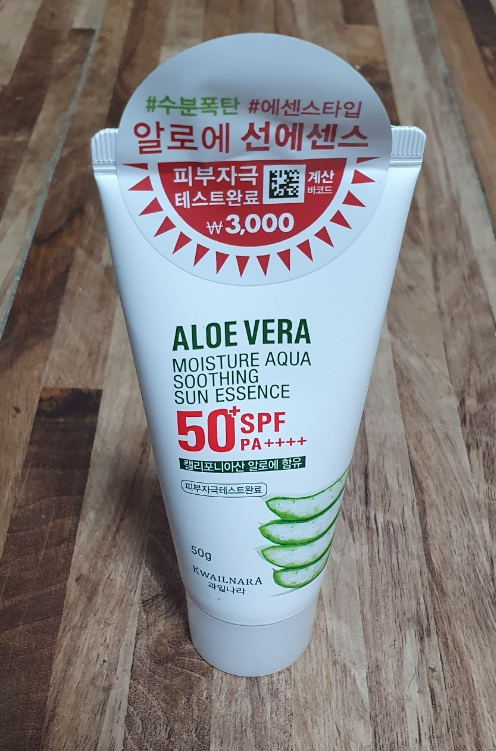 #수분폭탄 #에센스타입
알로에 선에센스
피부자극
테스트완료
계산
바코드
₩3,000
ALOE VERA
MOISTURE AQUA
SOOTHING
SUN ESSENCE
50+ SPF
PA++++
캘리포니아산 알로에 함유
피부자극테스트완료
50g
KWAILNARA
과일나라